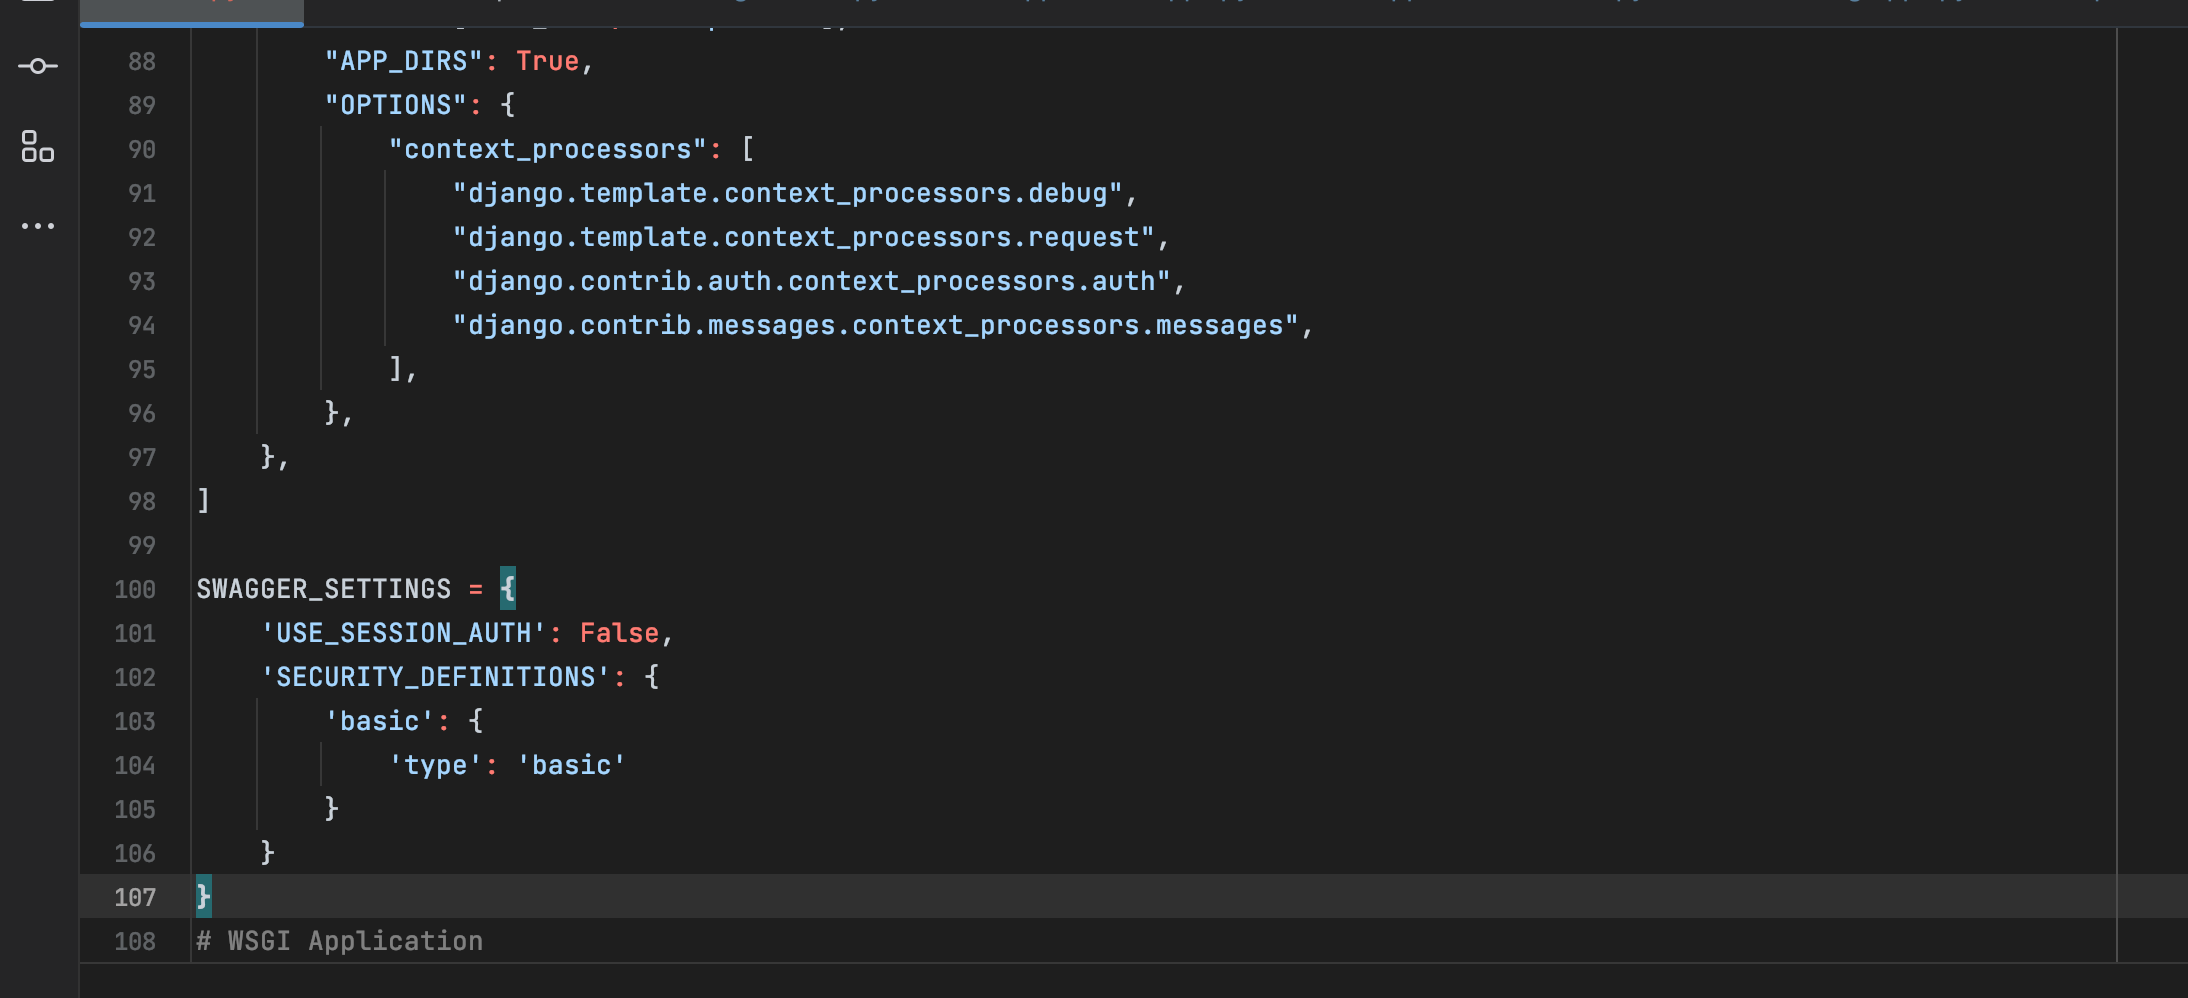 88 "APP_DIRS": True,
89 "OPTIONS": {
90 "context_processors": [
91 "django.template.context_processors.debug",
92 "django.template.context_processors.request",
93 "django.contrib.auth.context_processors.auth",
94 "django.contrib.messages.context_processors.messages",
95 ],
96 },
97 },
98 ]
99
100 SWAGGER_SETTINGS = {
101 'USE_SESSION_AUTH': False,
102 'SECURITY_DEFINITIONS': {
103 'basic': {
104 'type': 'basic'
105 }
106 }
107 }
108 # WSGI Application